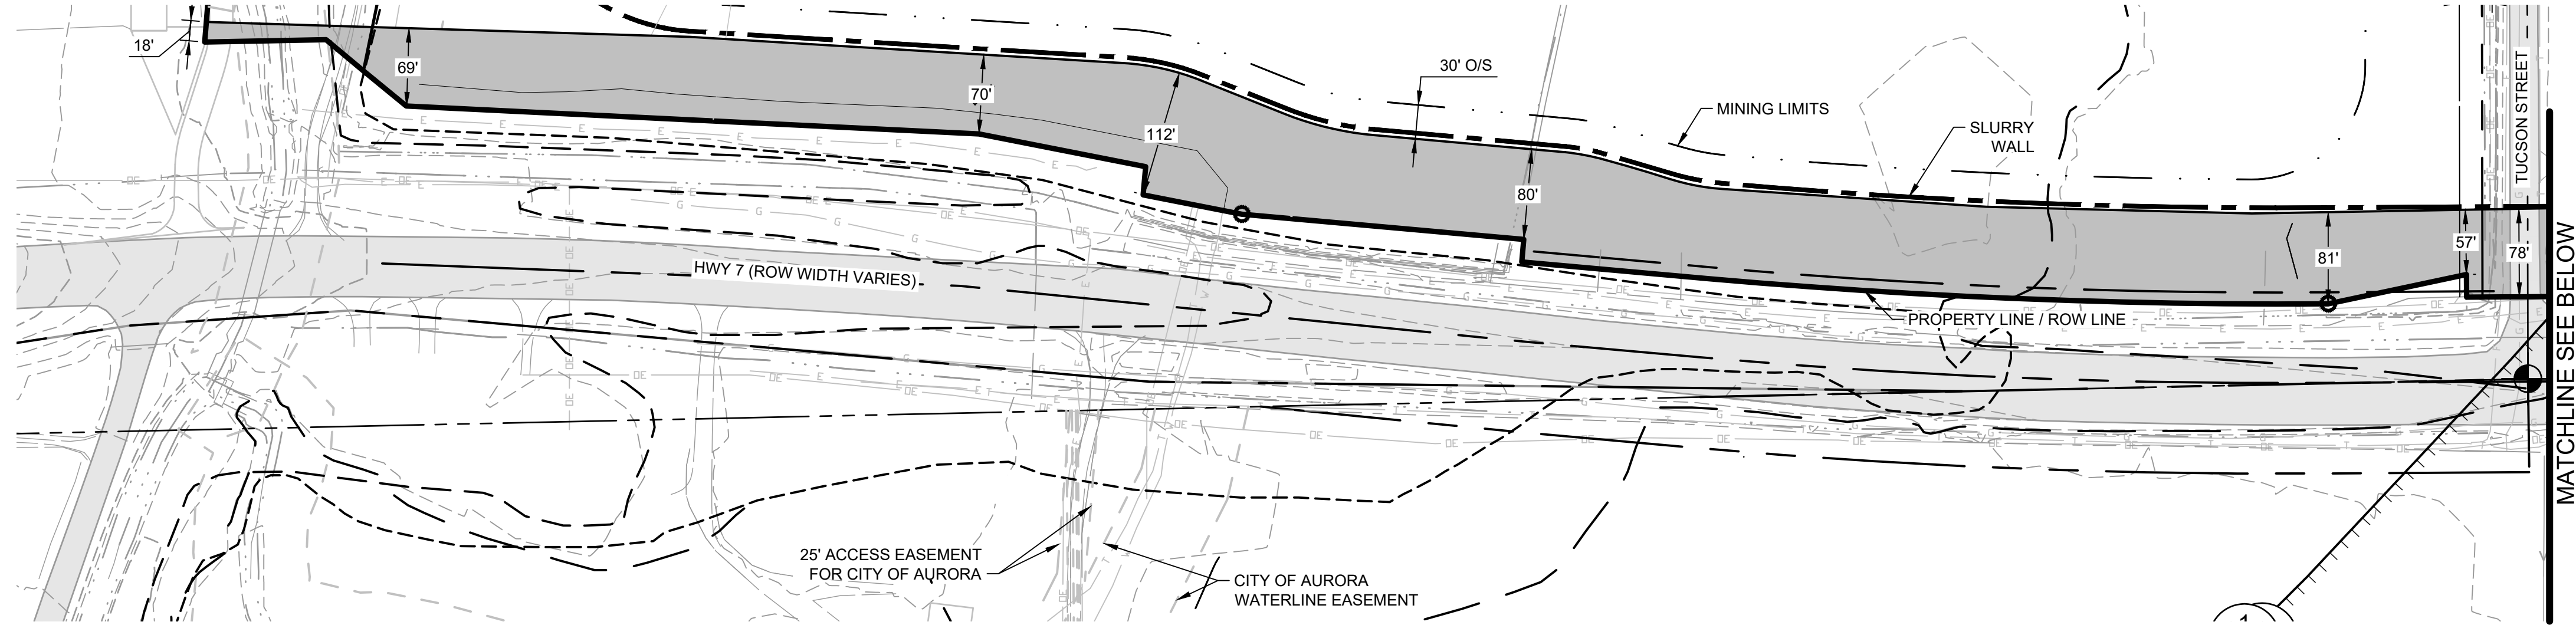 18'
69'
70'
112'
30' O/S
MINING LIMITS
SLURRY
WALL
80'
TUCSON STREET
57'
78'
81'
HWY 7 (ROW WIDTH VARIES)
PROPERTY LINE / ROW LINE
MATCHLINE SEE BELOW
25' ACCESS EASEMENT
FOR CITY OF AURORA
CITY OF AURORA
WATERLINE EASEMENT